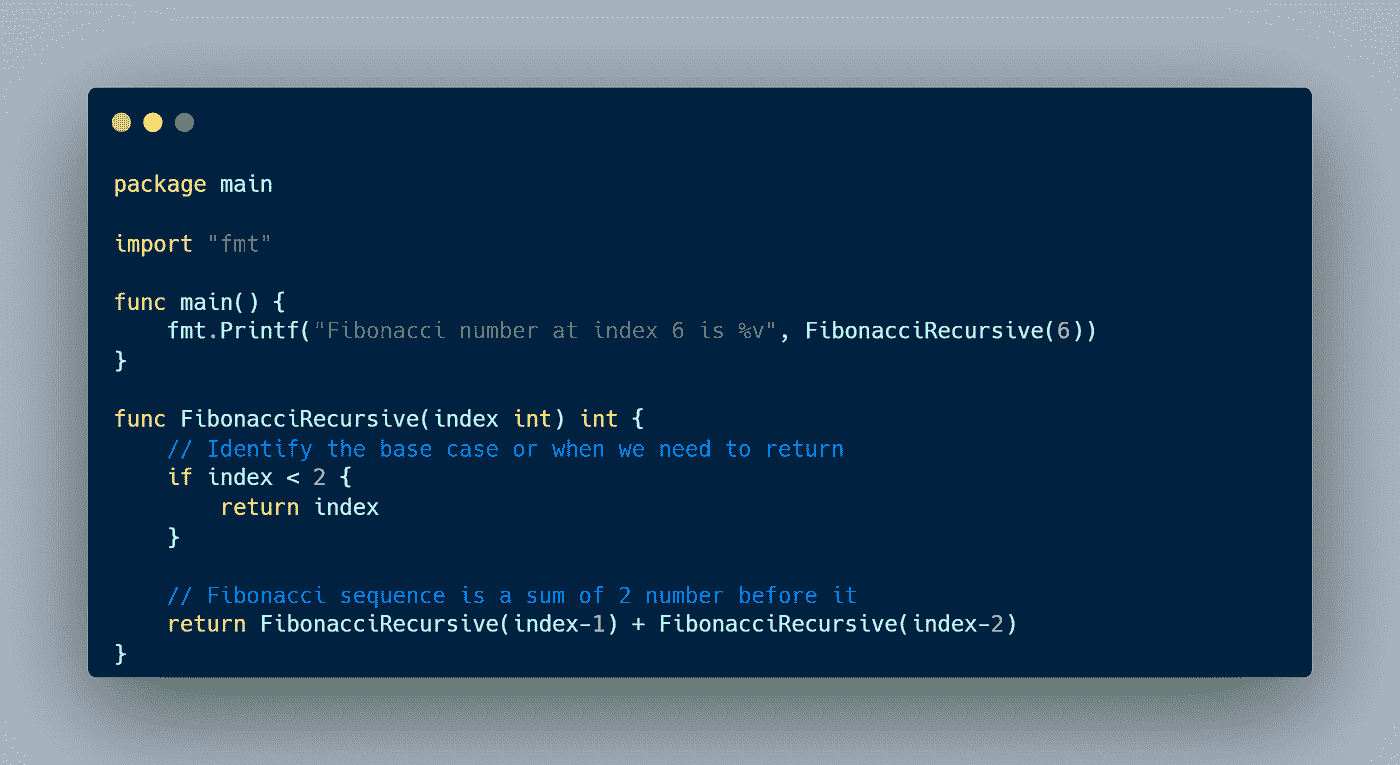 package main
import "fmt"
func main() {
    fmt.Printf("Fibonacci number at index 6 is %v", FibonacciRecursive(6))
}
func FibonacciRecursive(index int) int {
    // Identify the base case or when we need to return
    if index < 2 {
        return index
    }
    // Fibonacci sequence is a sum of 2 number before it
    return FibonacciRecursive(index-1) + FibonacciRecursive(index-2)
}